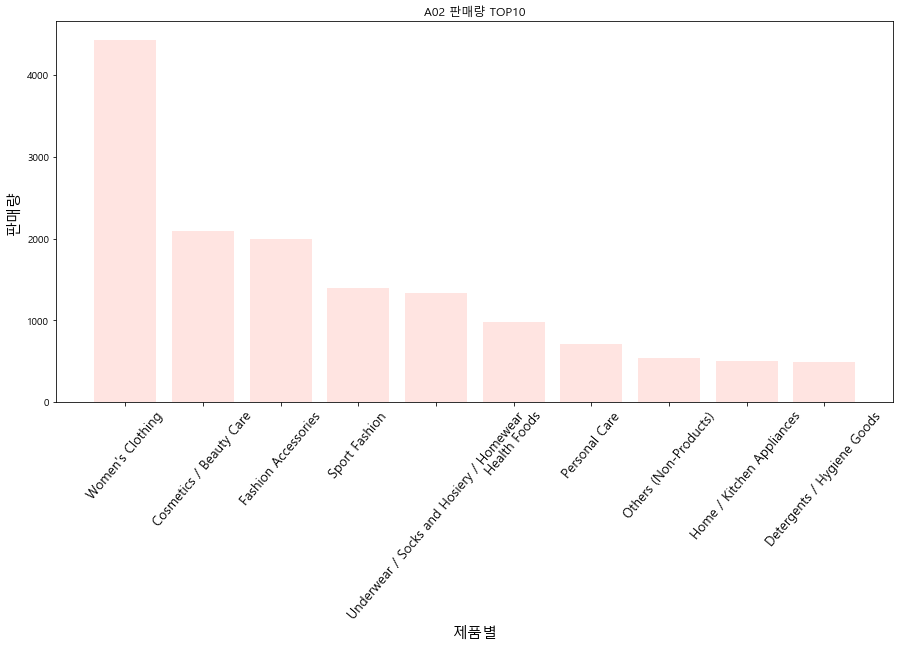 A02 판매량 TOP10
판매량
4000
3000
2000
1000
0
Women's Clothing
Cosmetics / Beauty Care
Fashion Accessories
Sport Fashion
Underwear / Socks and Hosiery / Homewear
Health Foods
Personal Care
Others (Non-Products)
Home / Kitchen Appliances
Detergents / Hygiene Goods
제품별